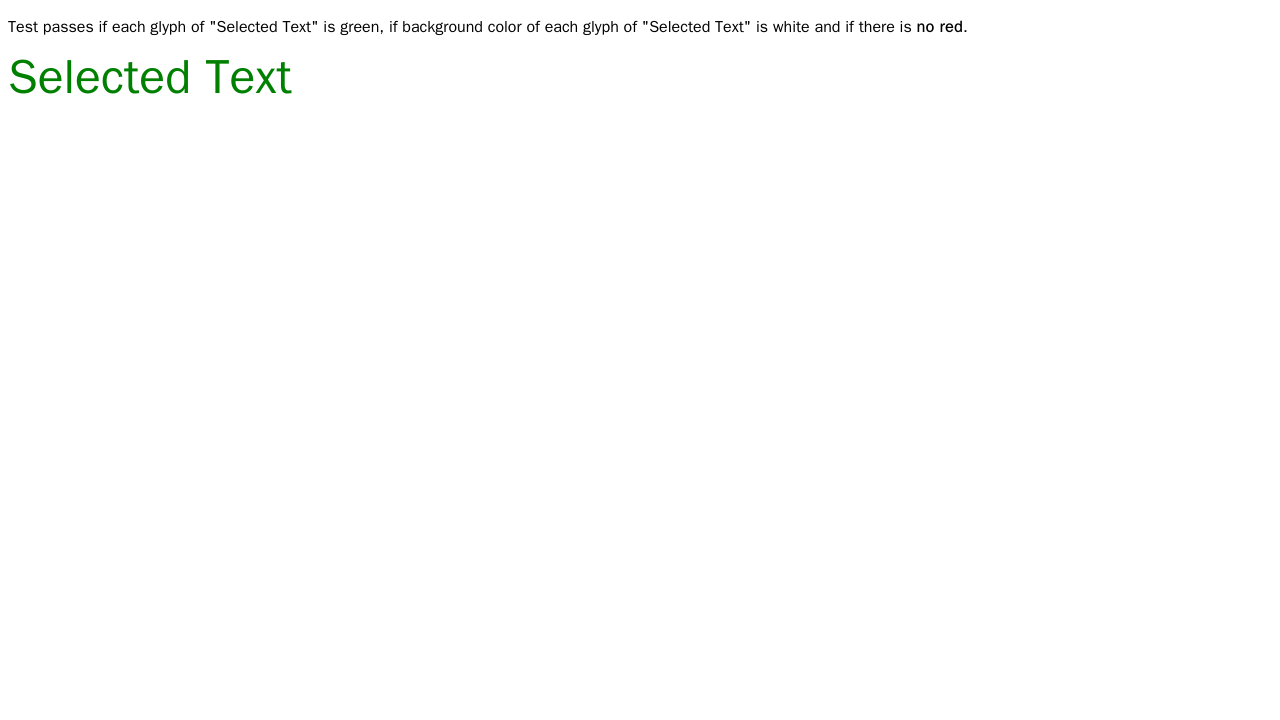 Test passes if each glyph of "Selected Text" is green, if background color of each glyph of "Selected Text" is white and if there is no red.
Selected Text